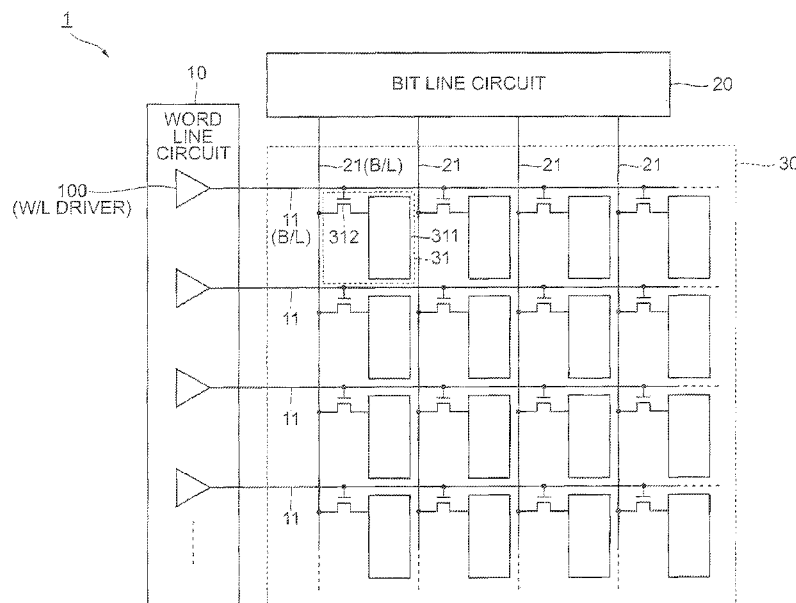 1
10
BIT LINE CIRCUIT
20
WORD
LINE
CIRCUIT
21(B/L) 21 21 21 30
100
(W/L DRIVER)
11
(B/L)
312
311
31
11
11
11